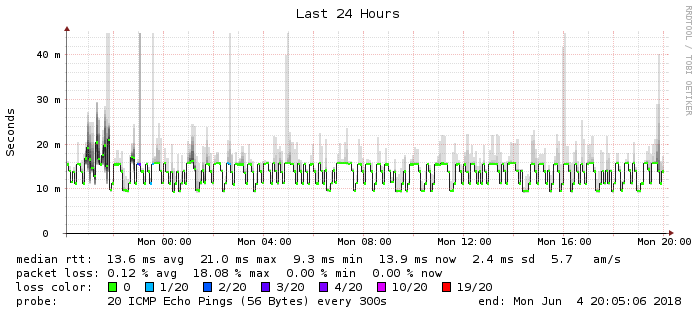 Last 24 Hours
RRDTOOL / TOBI OETIKER
Seconds
40 m
30 m
20 m
10 m
0
Mon 00:00 Mon 04:00 Mon 08:00 Mon 12:00 Mon 16:00 Mon 20:00
median rtt: 13.6 ms avg 21.0 ms max 9.3 ms min 13.9 ms now 2.4 ms sd 5.7 am/s
packet loss: 0.12 % avg 18.08 % max 0.00 % min 0.00 % now
loss color: 0 1/20 2/20 3/20 4/20 10/20 19/20
probe: 20 ICMP Echo Pings (56 Bytes) every 300s end: Mon Jun 4 20:05:06 2018